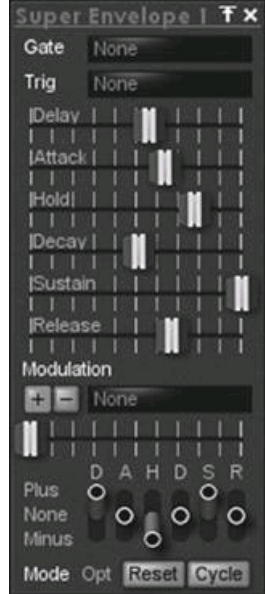 Super Envelope 1
Gate None
Trig None
Delay
Attack
Hold
Decay
Sustain
Release
Modulation
+ − None
D A H D S R
Plus
None
Minus
Mode Opt Reset Cycle